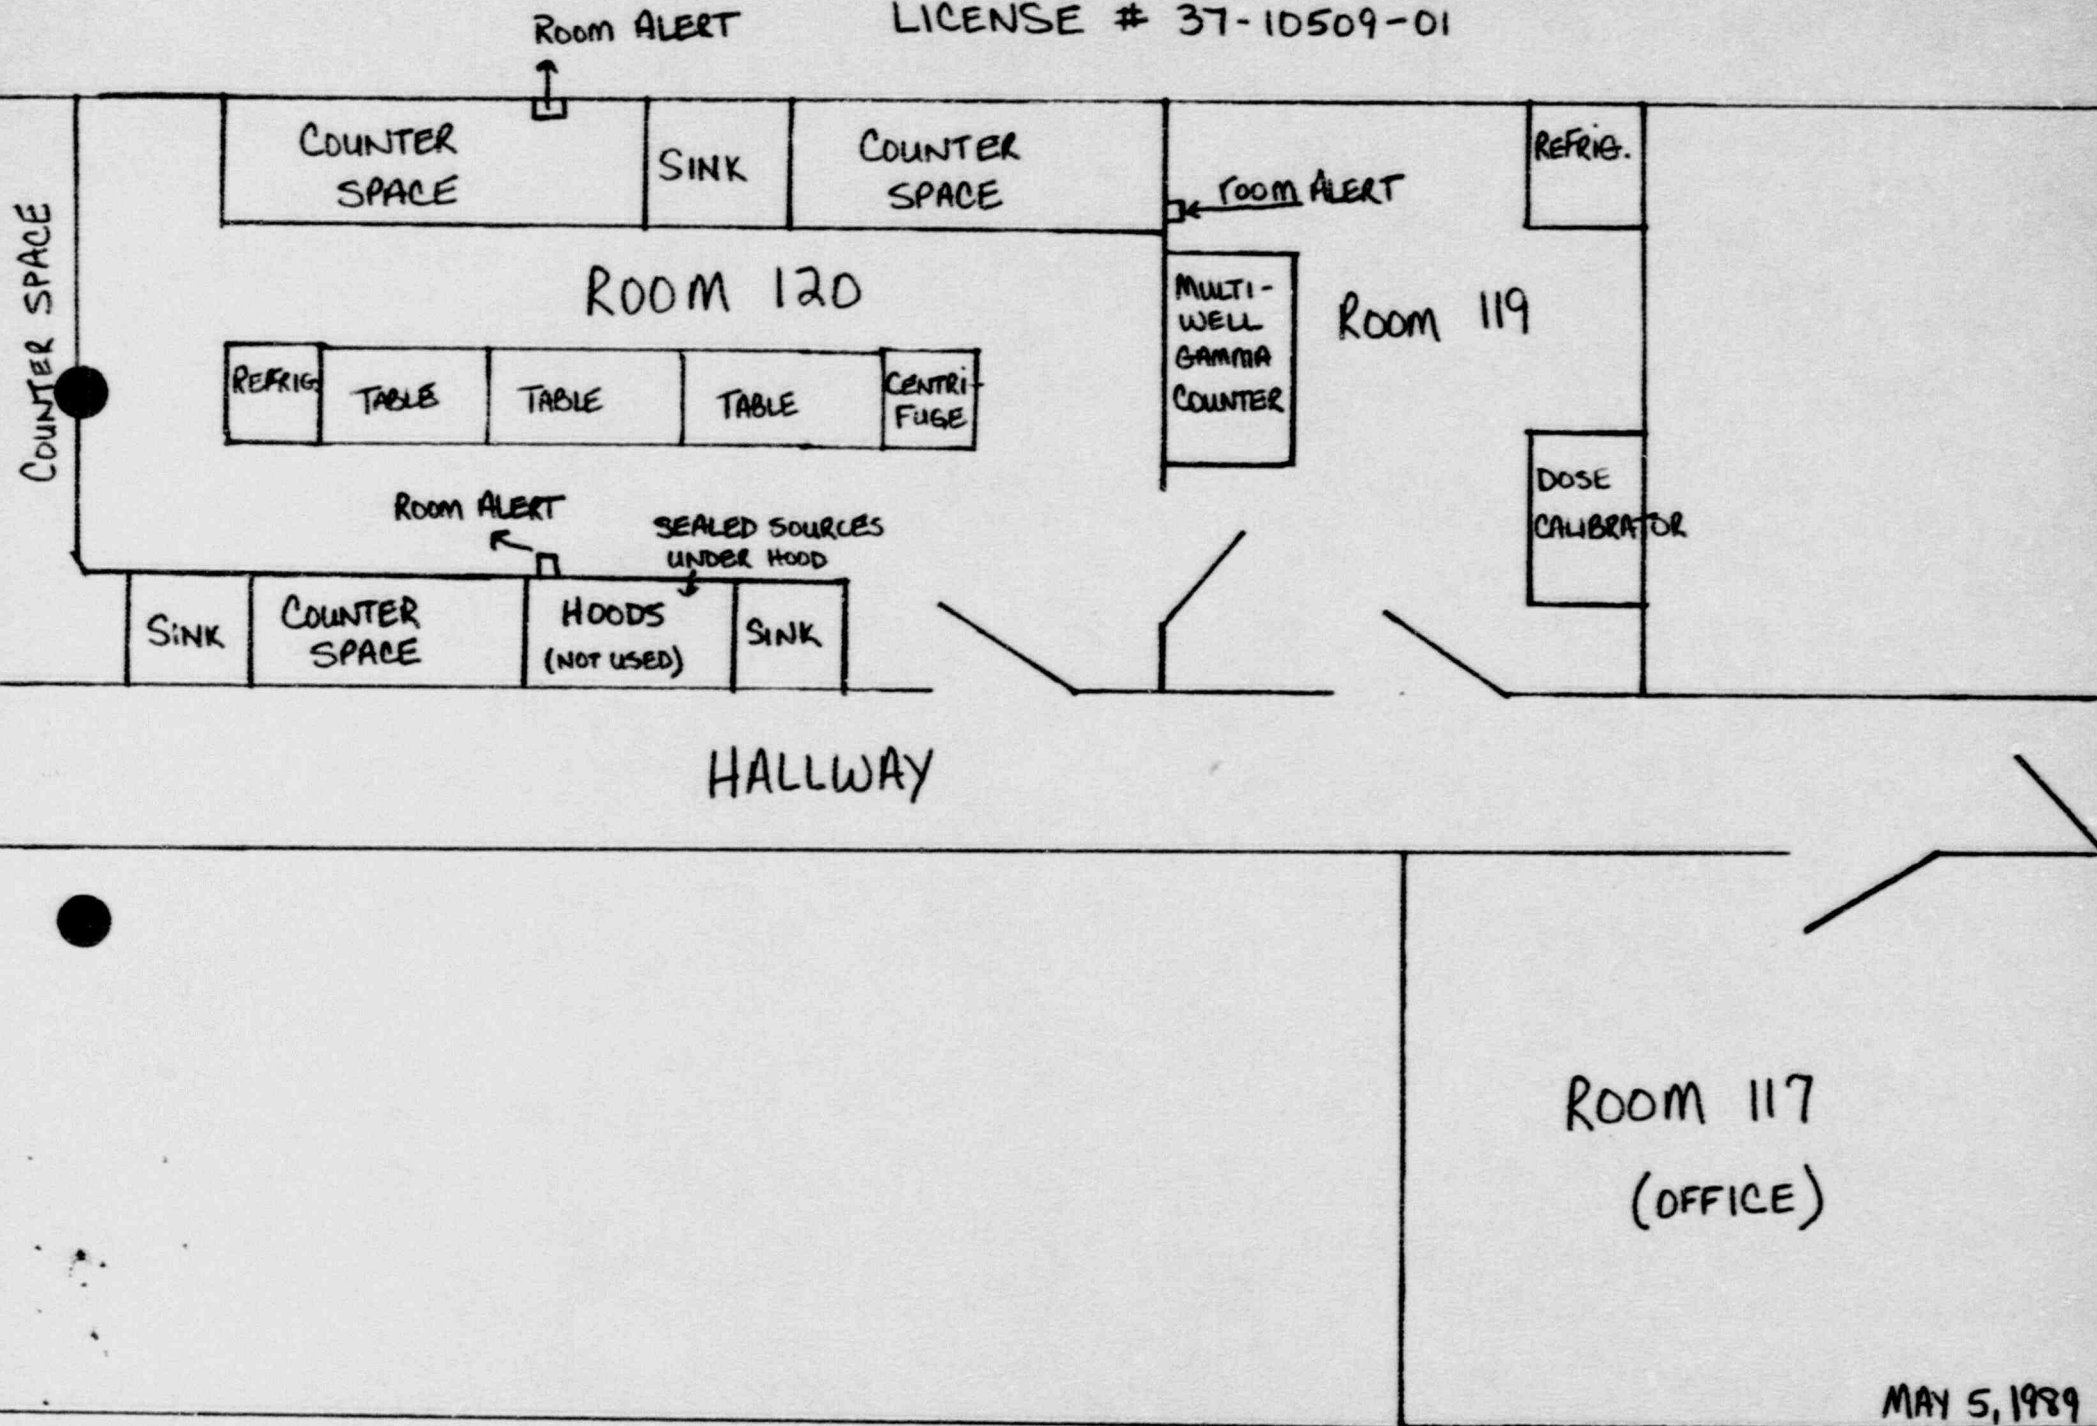 LICENSE # 37-10509-01
Room ALERT
COUNTER
SPACE
SINK
COUNTER
SPACE
room ALERT
REFRIG.
COUNTER SPACE
ROOM 120
MULTI-
WELL
GAMMA
COUNTER
Room 119
REFRIG.
TABLE
TABLE
TABLE
CENTRI-
FUGE
DOSE
CALIBRATOR
Room ALERT
SEALED SOURCES
UNDER HOOD
SINK
COUNTER
SPACE
HOODS
(NOT USED)
SINK
HALLWAY
ROOM 117
(OFFICE)
MAY 5, 1989